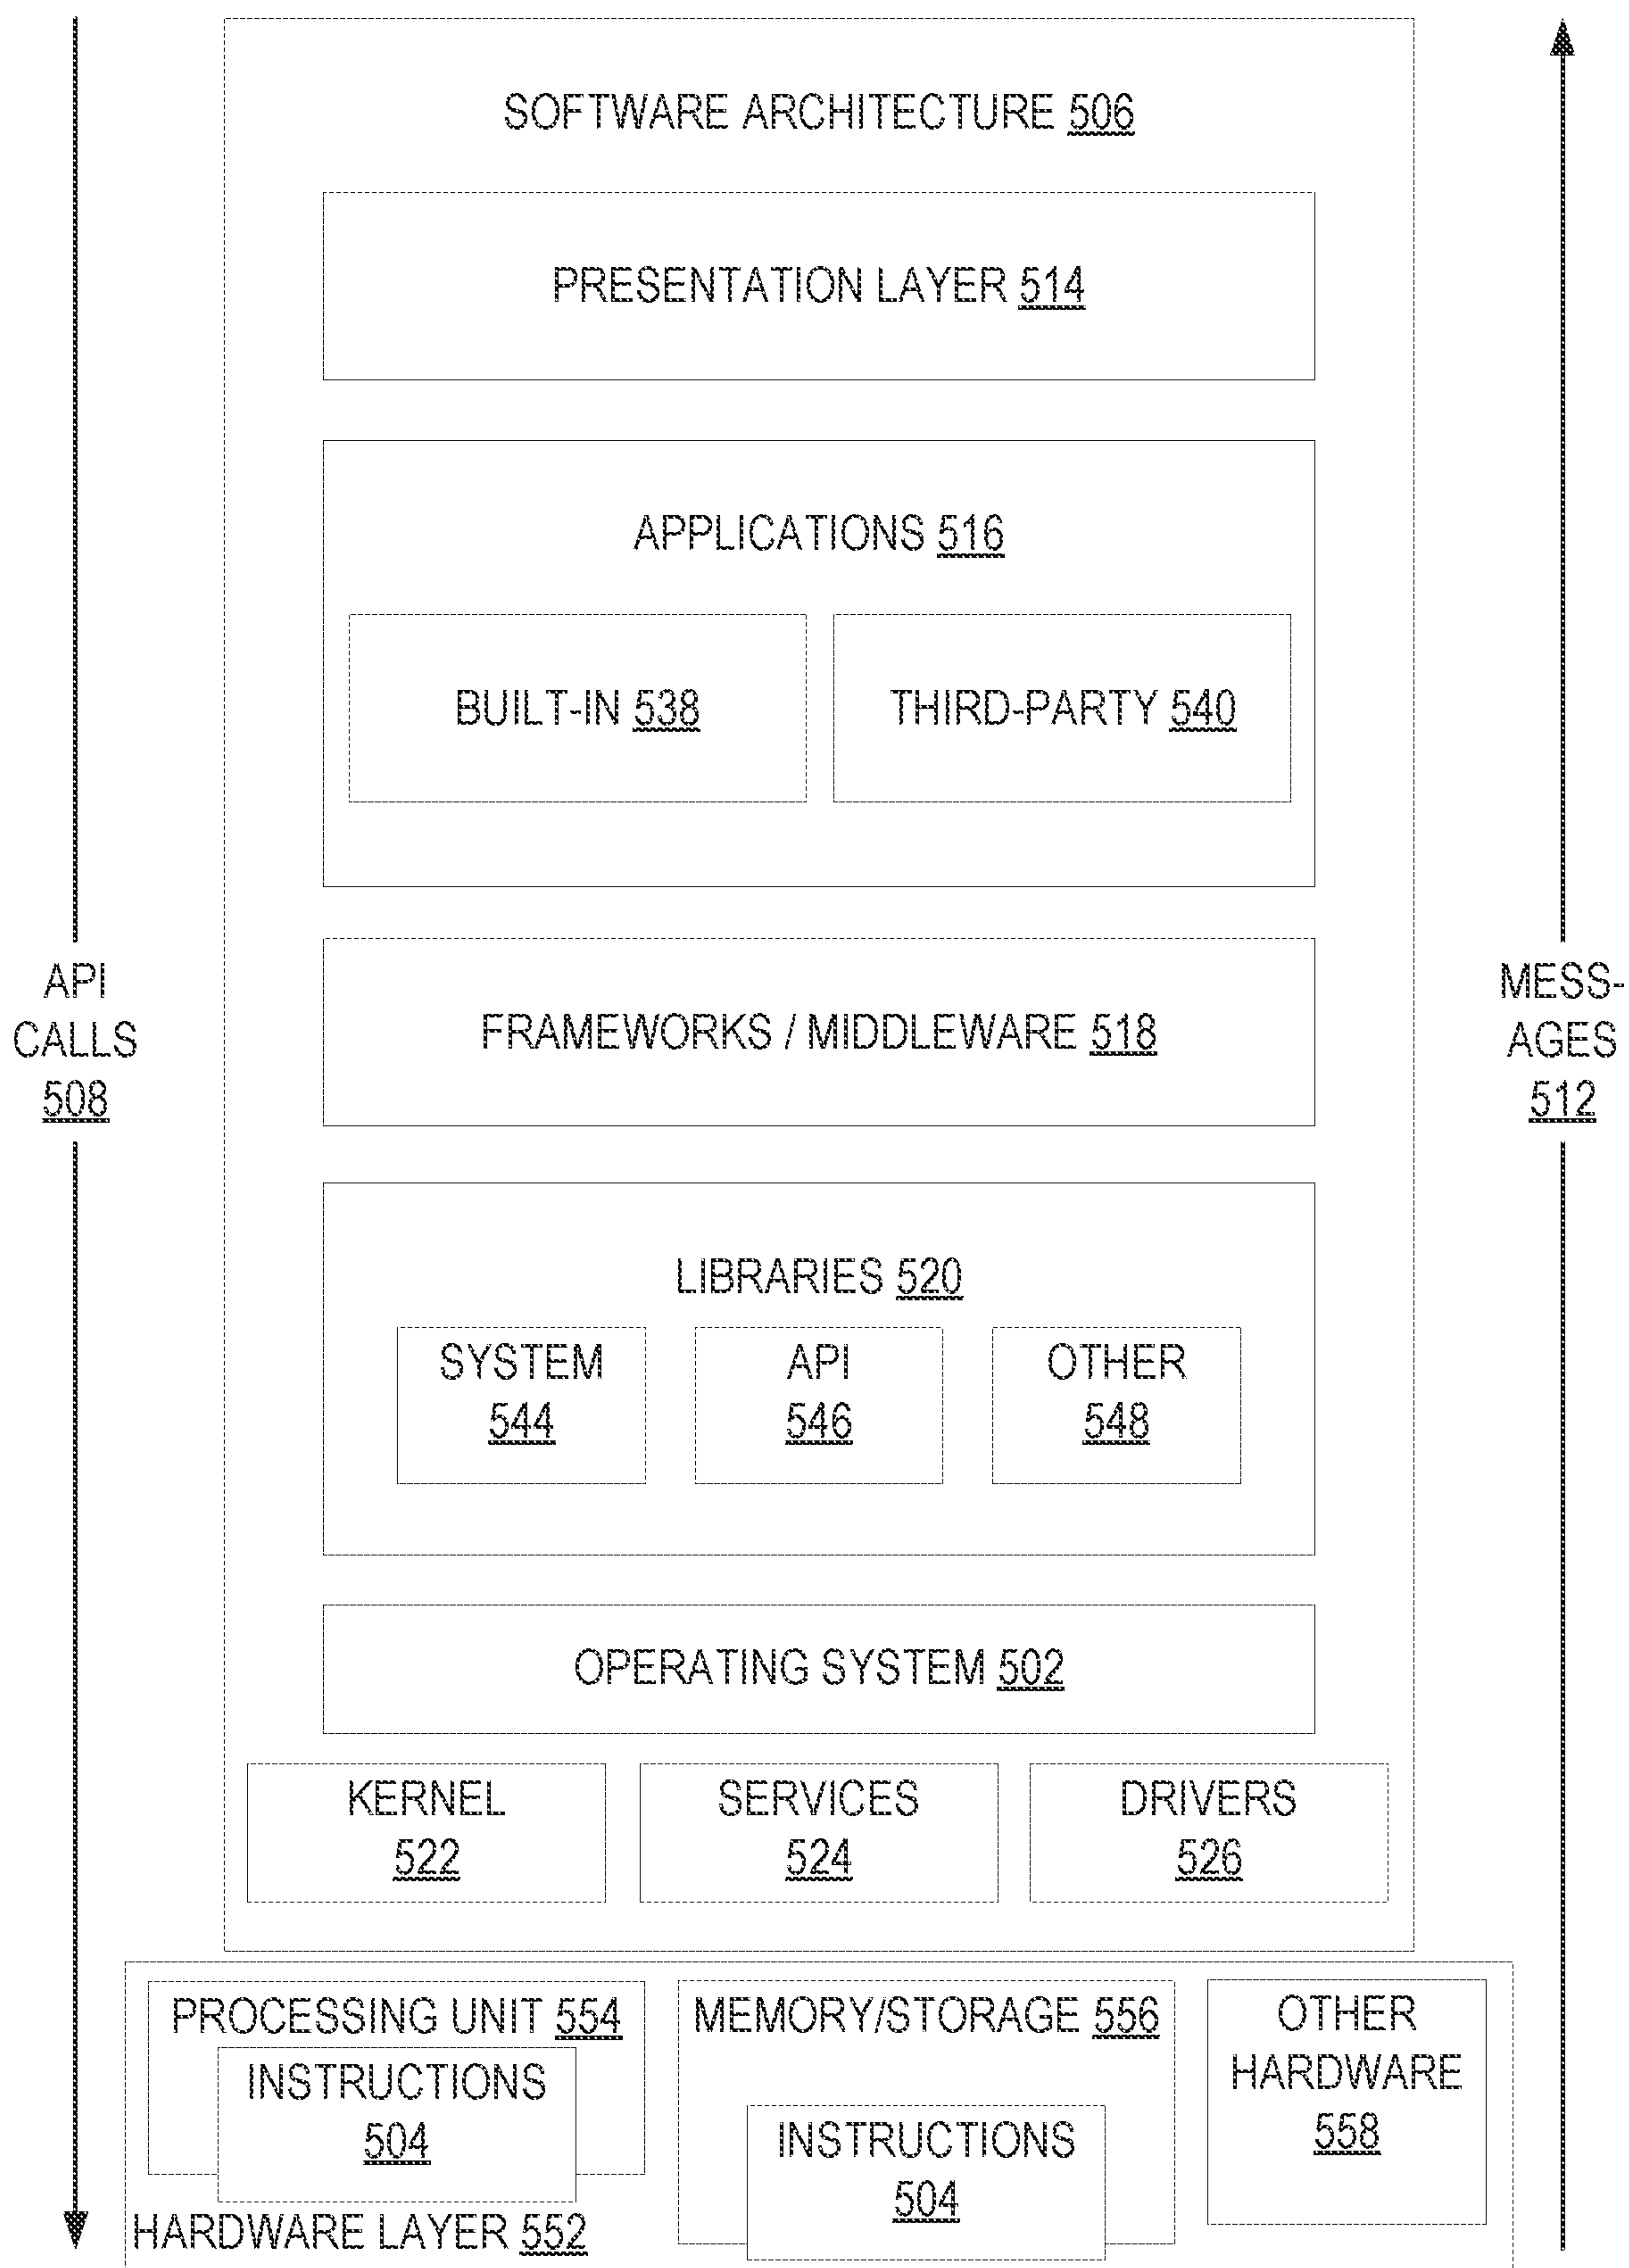 SOFTWARE ARCHITECTURE 506
PRESENTATION LAYER 514
APPLICATIONS 516
BUILT-IN 538
THIRD-PARTY 540
API
CALLS
508
FRAMEWORKS / MIDDLEWARE 518
MESS-
AGES
512
LIBRARIES 520
SYSTEM
544
API
546
OTHER
548
OPERATING SYSTEM 502
KERNEL
522
SERVICES
524
DRIVERS
526
PROCESSING UNIT 554
INSTRUCTIONS
504
MEMORY/STORAGE 556
INSTRUCTIONS
504
OTHER
HARDWARE
558
HARDWARE LAYER 552